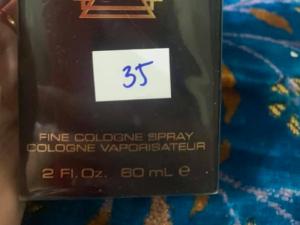 35
FINE COLOGNE SPRAY
COLOGNE VAPORISATEUR
2 Fl. Oz. 60 mL e